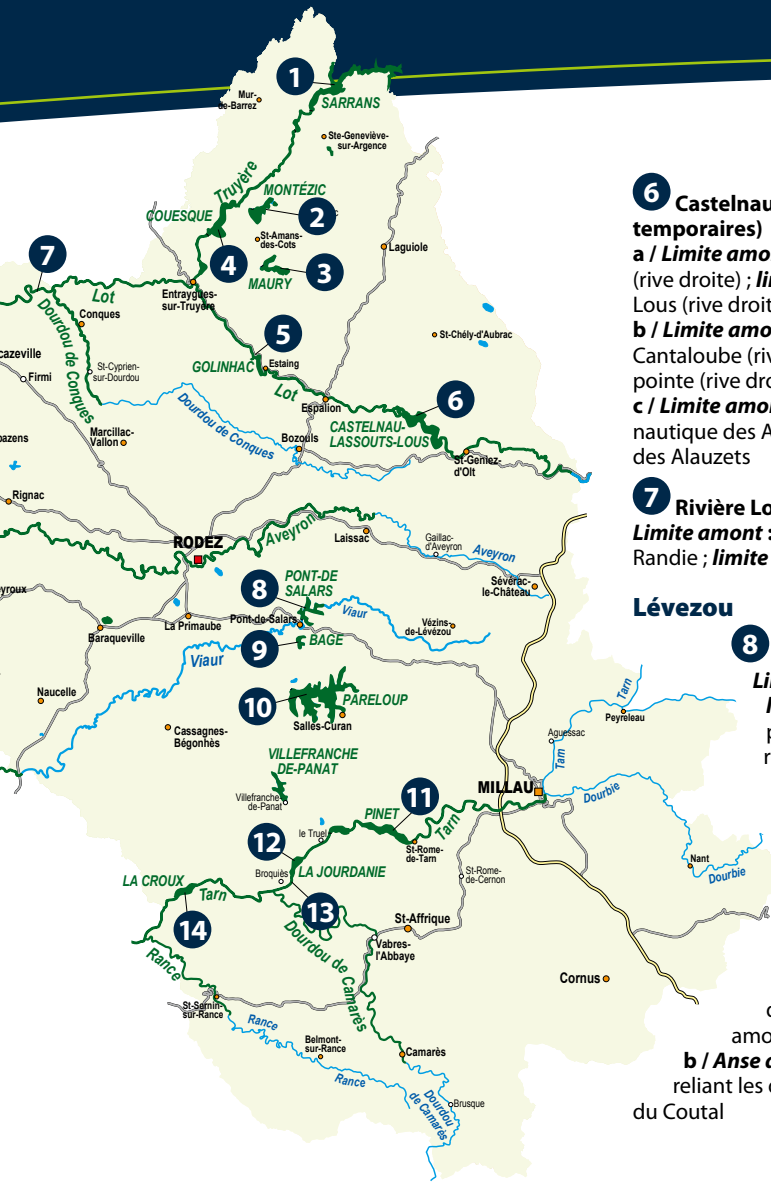 1
Mur-
de-Barrez
SARRANS
Ste-Geneviève-
sur-Argence
Truyère
MONTÉZIC
2
COUESQUE
St-Amans-
des-Cots
4
3
MAURY
Laguiole
7
Lot
Entraygues-
sur-Truyère
Conques
Dourdou de Conques
5
St-Chély-d'Aubrac
cazeville
Firmi
St-Cyprien-
sur-Dourdou
GOLINHAC
Estaing
Lot
6
Espalion
CASTELNAU-
LASSOUTS-LOUS
Dourdou de Conques
bazens
Marcillac-
Vallon
Bozouls
St-Geniez-
d'Olt
Rignac
RODEZ
Aveyron
Laissac
Gaillac-
d'Aveyron
Aveyron
Sévérac-
le-Château
PONT-DE
SALARS
8
Viaur
eyroux
Baraqueville
La Primaube
Pont-de-Salars
Vézins-
de-Lévézou
9
BAGE
Viaur
Naucelle
10
PARELOUP
Salles-Curan
Cassagnes-
Bégonhès
Tarn
Peyreleau
Aguessac
Tarn
VILLEFRANCHE
DE-PANAT
Villefranche-
de-Panat
MILLAU
Dourbie
11
PINET
Tarn
le Truel
St-Rome-
de-Tarn
12
Broquiès
LA JOURDANIE
St-Rome-
de-Cernon
Nant
Dourbie
LA CROUX
Tarn
13
14
St-Affrique
Dourdou de Camarès
Vabres-
l'Abbaye
Rance
Cornus
St-Sernin-
sur-Rance
Rance
Belmont-
sur-Rance
Camarès
Rance
Dourdou
de Camarès
Brusque
6 Castelnau
temporaires)
a / Limite amo
(rive droite) ; li
Lous (rive droit
b / Limite amo
Cantaloube (riv
pointe (rive dro
c / Limite amo
nautique des A
des Alauzets
7 Rivière Lo
Limite amont :
Randie ; limite
Lévezou
8
Li
l
p
r
c
amo
b / Anse d
reliant les
du Coutal